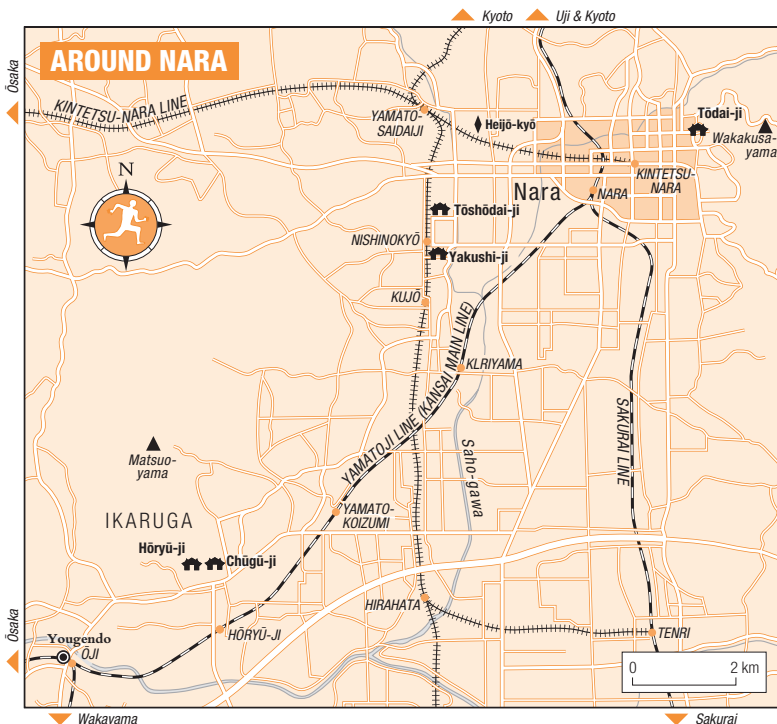 Kyoto
Uji & Kyoto
Ōsaka
AROUND NARA
KINTETSU-NARA LINE
YAMATO-
SAIDAIJI
Heijō-kyō
Tōdai-ji
Wakakusa-
yama
KINTETSU-
NARA
N
Nara
NARA
Tōshōdai-ji
NISHINOKYŌ
Yakushi-ji
KUJŌ
YAMATOJI LINE (KANSAI MAIN LINE)
KLRIYAMA
SAKURAI LINE
Matsuo-
yama
Saho-gawa
IKARUGA
YAMATO-
KOIZUMI
Hōryū-ji
Chūgū-ji
HIRAHATA
HŌRYŪ-JI
TENRI
Ōsaka
Yougendo
ŌJI
0 2 km
Wakayama
Sakurai